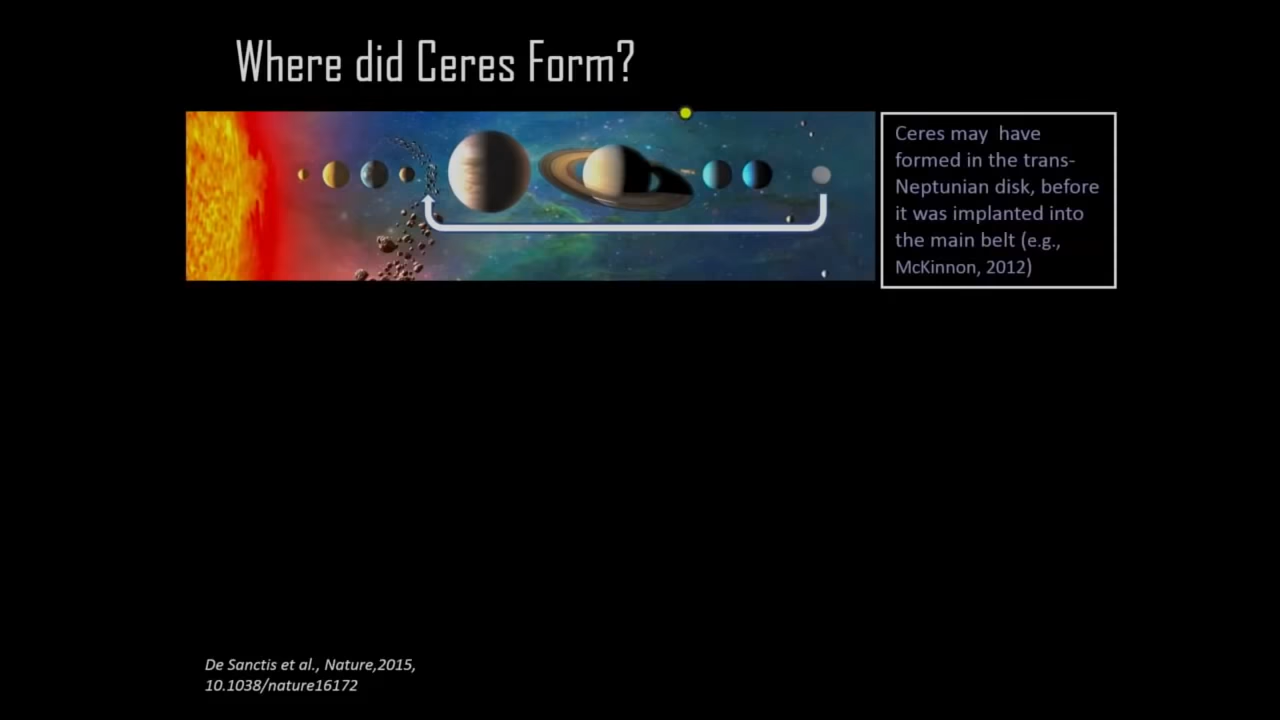 Where did Ceres Form?
Ceres may have
formed in the trans-
Neptunian disk, before
it was implanted into
the main belt (e.g.,
McKinnon, 2012)
De Sanctis et al., Nature,2015,
10.1038/nature16172